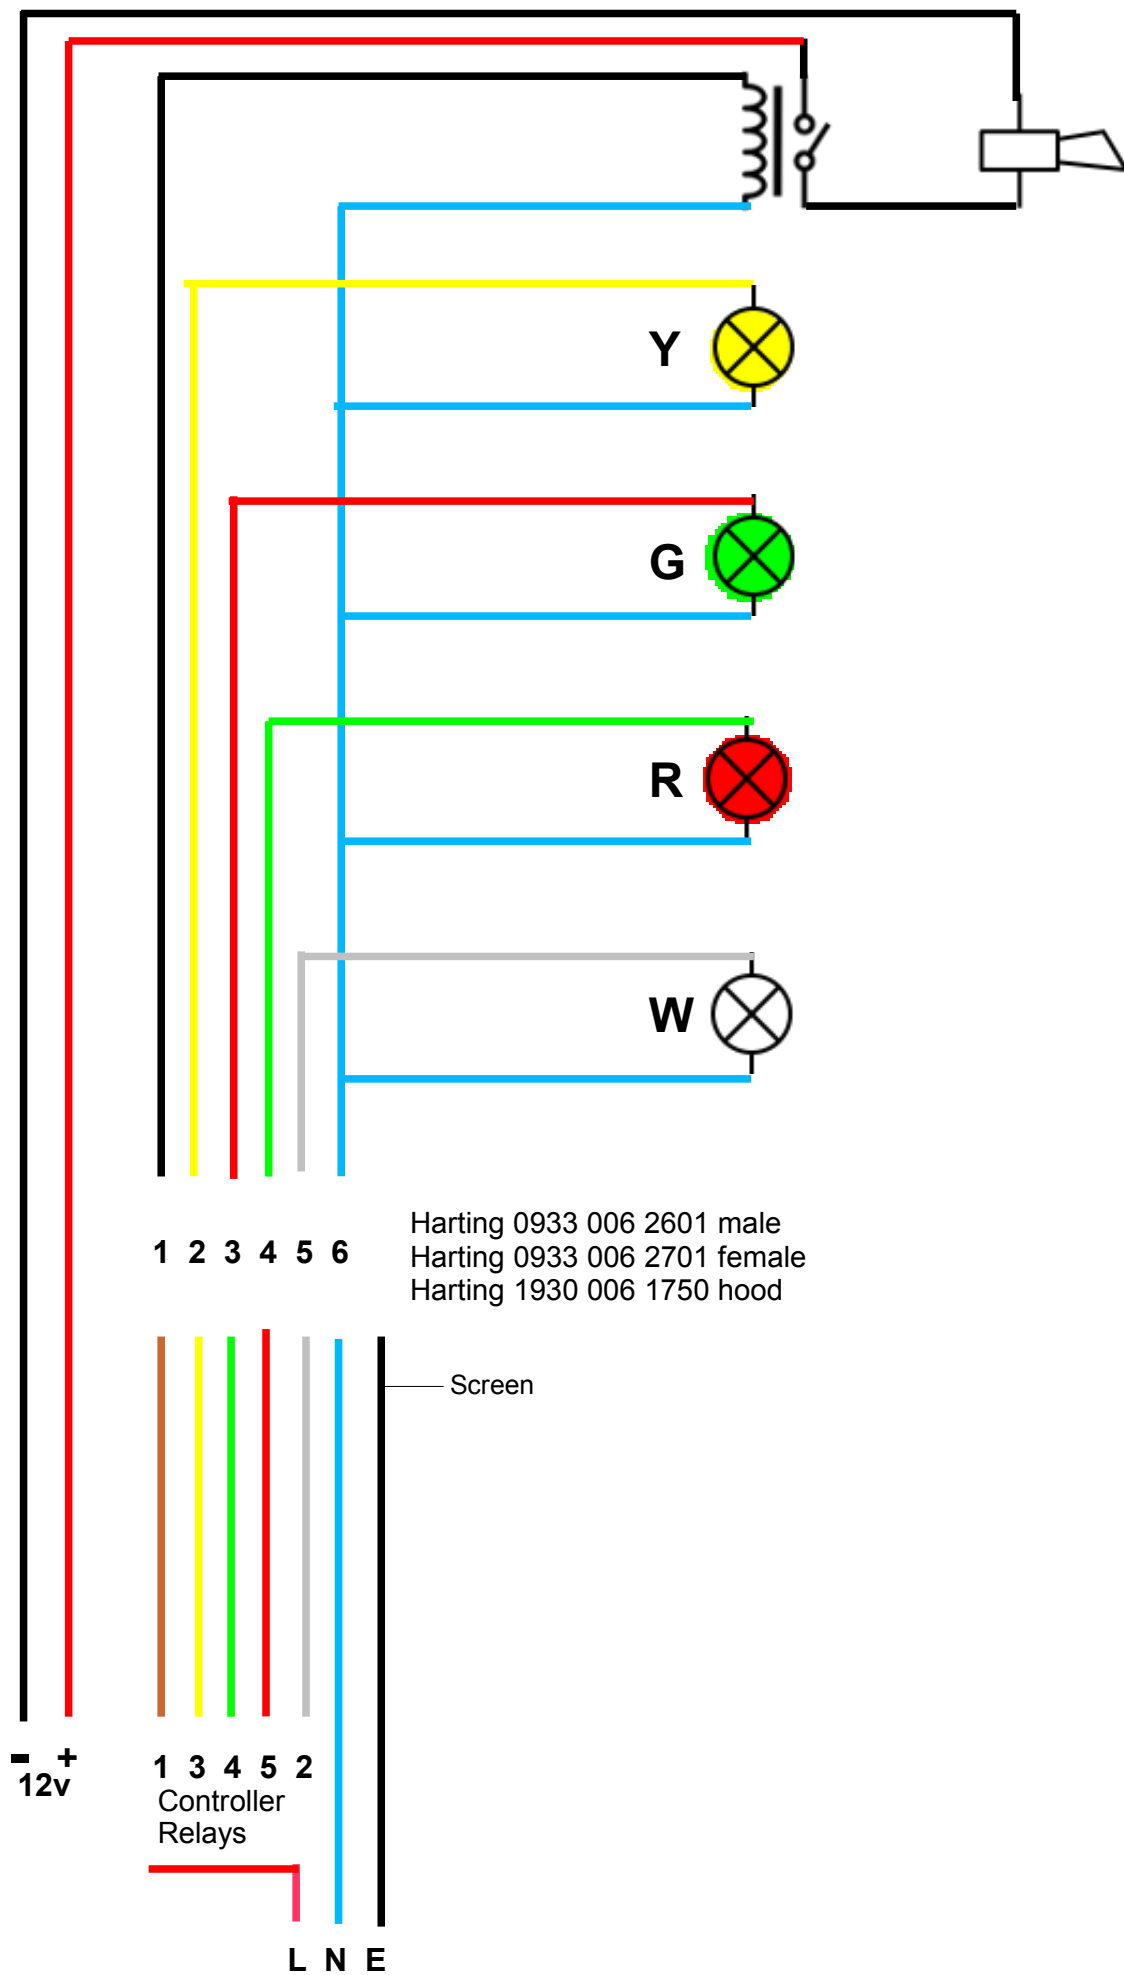 Y
G
R
W
1 2 3 4 5 6
Harting 0933 006 2601 male
Harting 0933 006 2701 female
Harting 1930 006 1750 hood
Screen
- +
12v
1 3 4 5 2
Controller
Relays
L N E